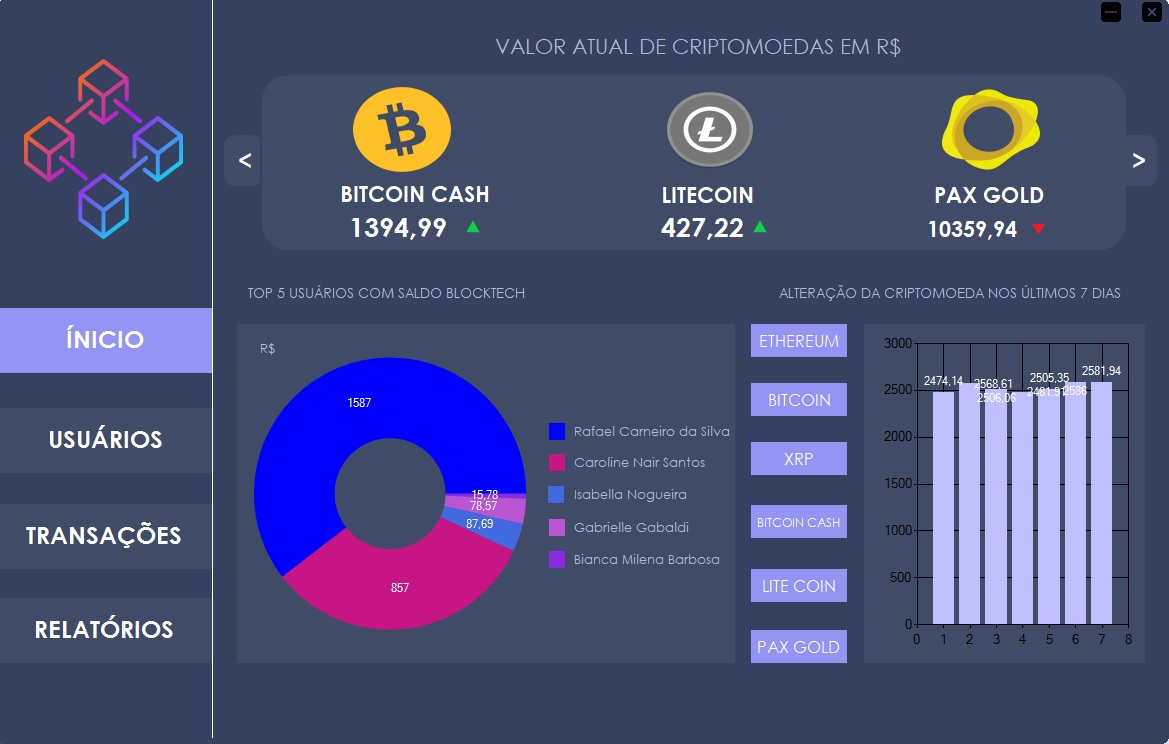 VALOR ATUAL DE CRIPTOMOEDAS EM R$
<
BITCOIN CASH
1394,99
LITECOIN
427,22
PAX GOLD
10359,94
>
ÍNICIO
USUÁRIOS
TRANSAÇÕES
RELATÓRIOS
TOP 5 USUÁRIOS COM SALDO BLOCKTECH
R$
1587
15,78
78,57
87,69
857
Rafael Carneiro da Silva
Caroline Nair Santos
Isabella Nogueira
Gabrielle Gabaldi
Bianca Milena Barbosa
ETHEREUM
BITCOIN
XRP
BITCOIN CASH
LITE COIN
PAX GOLD
ALTERAÇÃO DA CRIPTOMOEDA NOS ÚLTIMOS 7 DIAS
3000
2500
2000
1500
1000
500
0
2474,14
2568,61
2506,06
2481,91
2505,35
2586
2581,94
0 1 2 3 4 5 6 7 8